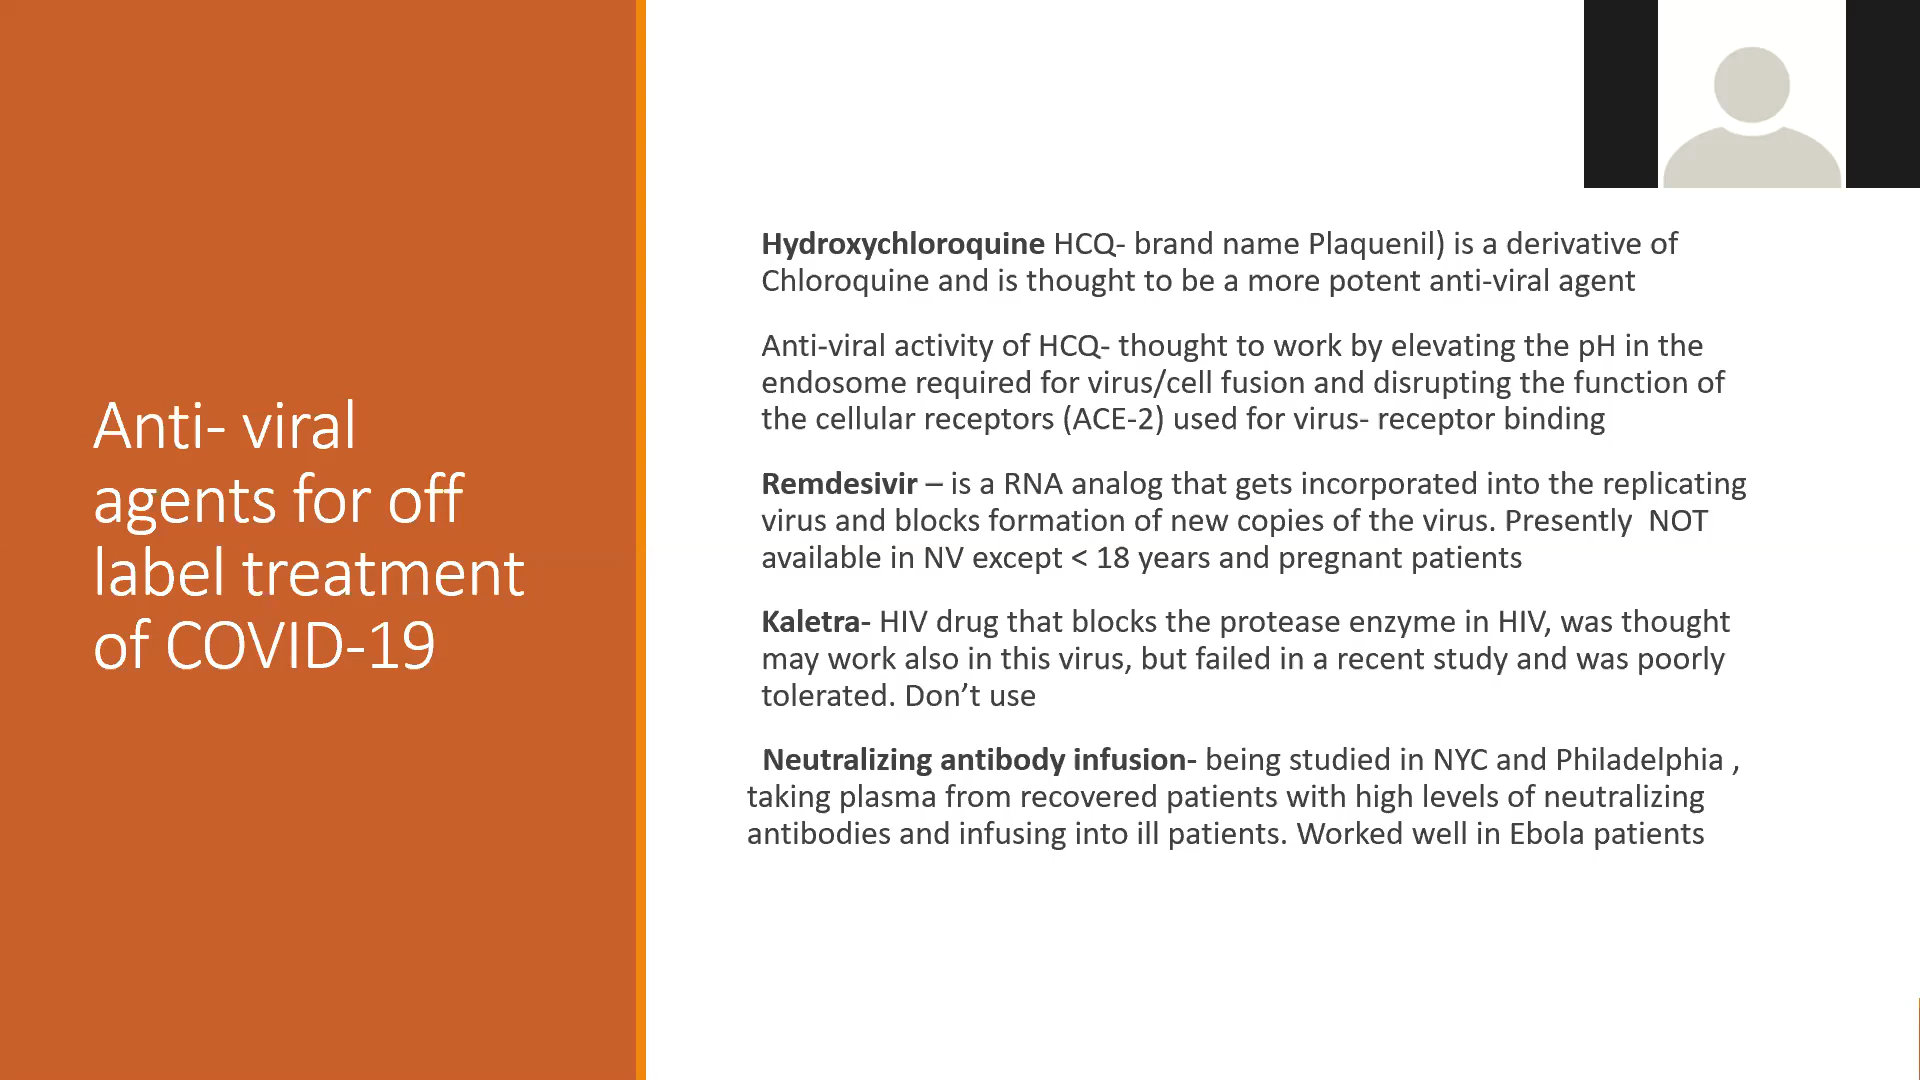 Anti- viral
agents for off
label treatment
of COVID-19
Hydroxychloroquine HCQ- brand name Plaquenil) is a derivative of
Chloroquine and is thought to be a more potent anti-viral agent
Anti-viral activity of HCQ- thought to work by elevating the pH in the
endosome required for virus/cell fusion and disrupting the function of
the cellular receptors (ACE-2) used for virus- receptor binding
Remdesivir – is a RNA analog that gets incorporated into the replicating
virus and blocks formation of new copies of the virus. Presently  NOT
available in NV except < 18 years and pregnant patients
Kaletra- HIV drug that blocks the protease enzyme in HIV, was thought
may work also in this virus, but failed in a recent study and was poorly
tolerated. Don’t use
Neutralizing antibody infusion- being studied in NYC and Philadelphia ,
taking plasma from recovered patients with high levels of neutralizing
antibodies and infusing into ill patients. Worked well in Ebola patients